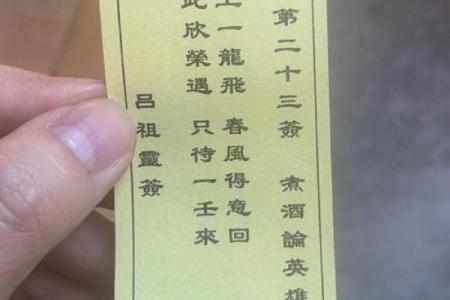 第二十三簽 煮酒論英雄
上一龍飛 春風得意回
此欣榮遇 只待一壬來
呂祖靈簽